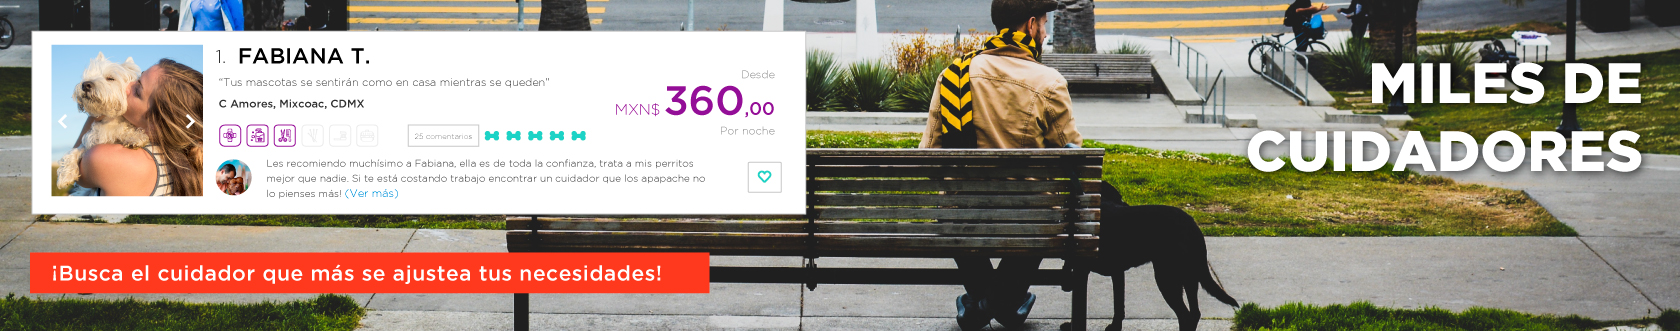 1. FABIANA T.
“Tus mascotas se sentirán como en casa mientras se queden"
C Amores, Mixcoac, CDMX
25 comentarios
Les recomiendo muchísimo a Fabiana, ella es de toda la confianza, trata a mis perritos
mejor que nadie. Si te está costando trabajo encontrar un cuidador que los apapache no
lo pienses más! (Ver más)
Desde
MXN$ 360,00
Por noche
¡Busca el cuidador que más se ajustea tus necesidades!
MILES DE
CUIDADORES